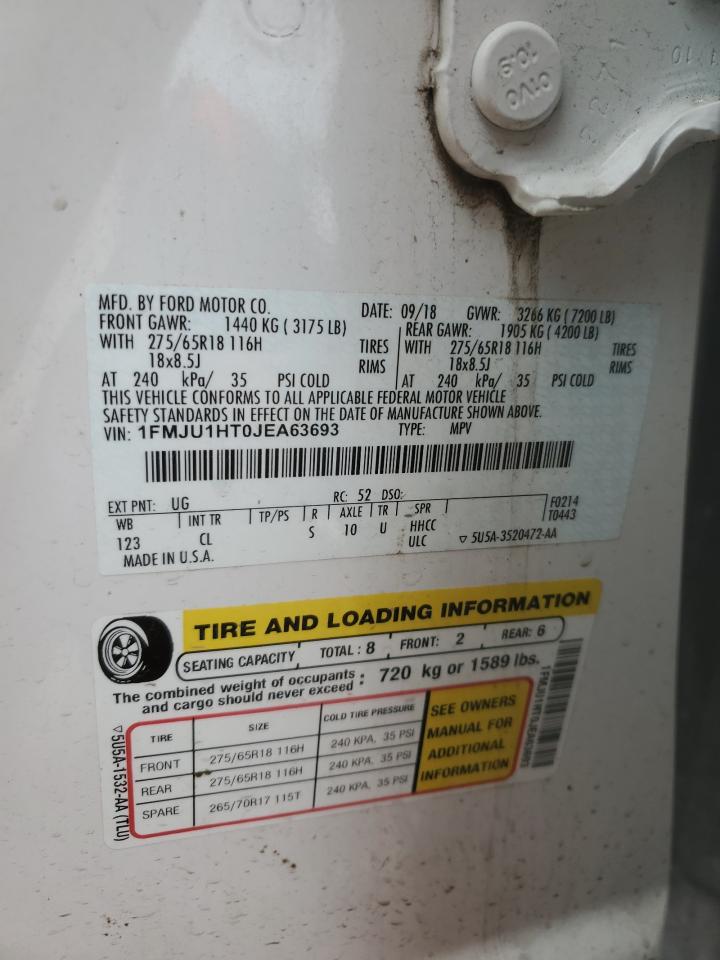 OTVO
10.9
MFD. BY FORD MOTOR CO. DATE: 09/18 GVWR: 3266 KG ( 7200 LB)
FRONT GAWR: 1440 KG ( 3175 LB) REAR GAWR: 1905 KG ( 4200 LB)
WITH 275/65R18 116H TIRES WITH 275/65R18 116H TIRES
18x8.5J RIMS 18x8.5J RIMS
AT 240 kPa/ 35 PSI COLD AT 240 kPa/ 35 PSI COLD
THIS VEHICLE CONFORMS TO ALL APPLICABLE FEDERAL MOTOR VEHICLE
SAFETY STANDARDS IN EFFECT ON THE DATE OF MANUFACTURE SHOWN ABOVE.
VIN: 1FMJU1HT0JEA63693 TYPE: MPV
EXT PNT: UG RC: 52 DSO:
WB INT TR TP/PS R AXLE TR SPR F0214
123 CL S 10 U HHCC T0443
ULC ▽ 5U5A-3520472-AA
MADE IN U.S.A.
TIRE AND LOADING INFORMATION
SEATING CAPACITY TOTAL : 8 FRONT: 2 REAR: 6
The combined weight of occupants and cargo should never exceed : 720 kg or 1589 lbs.
TIRE SIZE COLD TIRE PRESSURE
FRONT 275/65R18 116H 240 KPA, 35 PSI
REAR 275/65R18 116H 240 KPA, 35 PSI
SPARE 265/70R17 115T 240 KPA, 35 PSI
SEE OWNERS
MANUAL FOR
ADDITIONAL
INFORMATION
▽5U5A-1532-AA (TLU)
1FMJU1HT0JEA63693